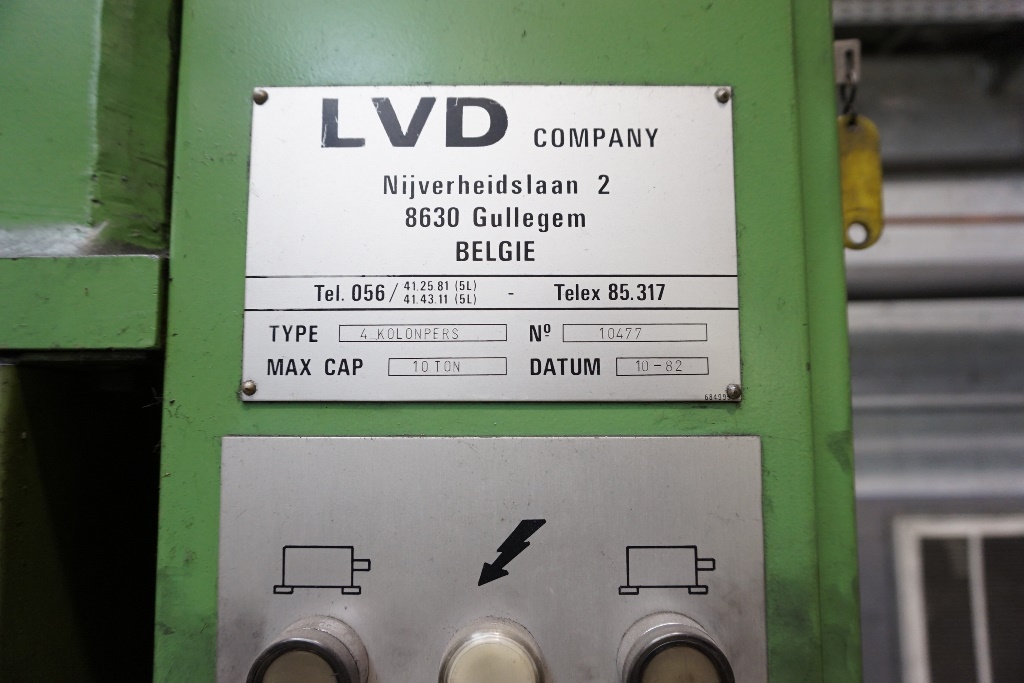 LVD COMPANY
Nijverheidslaan 2
8630 Gullegem
BELGIE
Tel. 056/ 41.25.81 (5L) - Telex 85.317
41.43.11 (5L)
TYPE 4 KOLONPERS Nº 10477
MAX CAP 10 TON DATUM 10-82